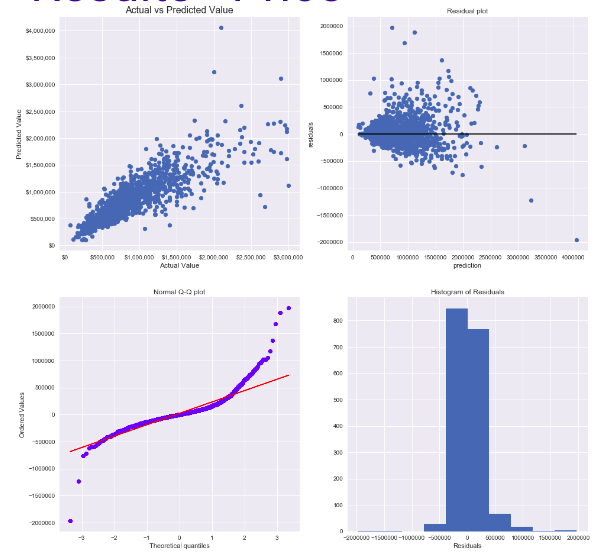 Results - Price
Actual vs Predicted Value
$4,000,000
$3,500,000
$3,000,000
$2,500,000
$2,000,000
$1,500,000
$1,000,000
$500,000
$0
Predicted Value
$0 $500,000 $1,000,000 $1,500,000 $2,000,000 $2,500,000 $3,000,000
Actual Value
Residual plot
2000000
1500000
1000000
500000
0
−500000
−1000000
−1500000
−2000000
residuals
0 500000 1000000 1500000 2000000 2500000 3000000 3500000 4000000
prediction
Normal Q-Q plot
2000000
1500000
1000000
500000
0
−500000
−1000000
−1500000
−2000000
Ordered Values
−3 −2 −1 0 1 2 3
Theoretical quantiles
Histogram of Residuals
800
700
600
500
400
300
200
100
0
−2000000 −1500000 −1000000 −500000 0 500000 1000000 1500000 2000000
Residuals